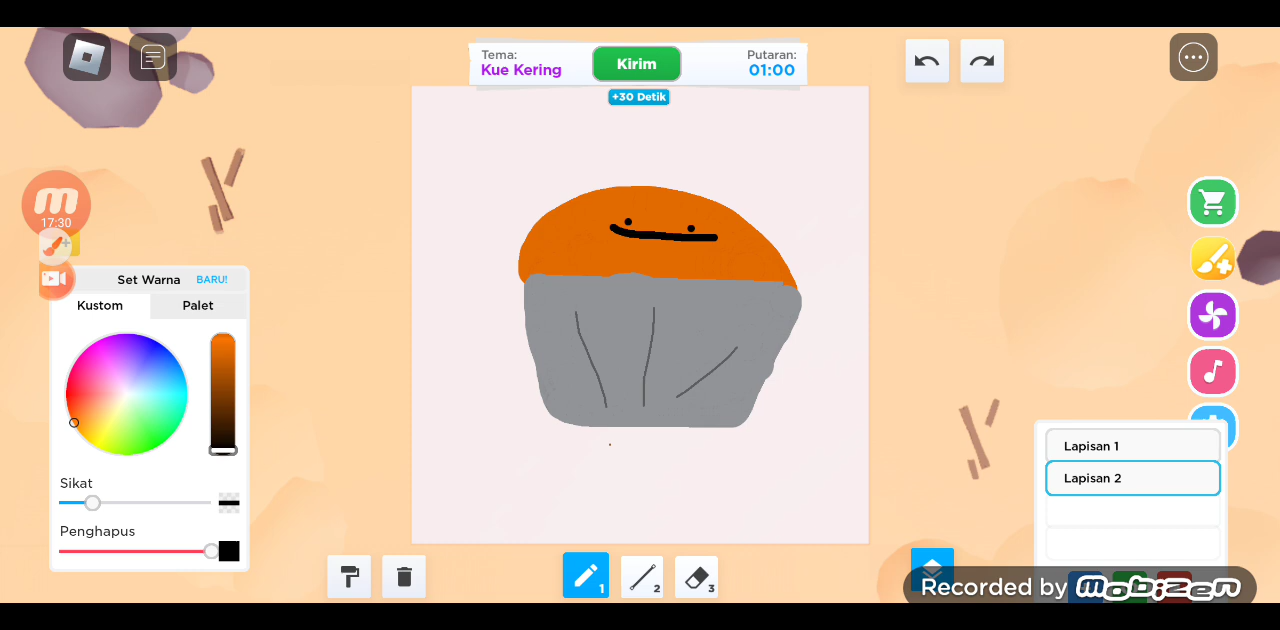 Tema:
Kue Kering
Kirim
Putaran:
01:00
+30 Detik
17:30
Set Warna
BARU!
Kustom
Palet
Sikat
Penghapus
Lapisan 1
Lapisan 2
1
2
3
Recorded by mobizen